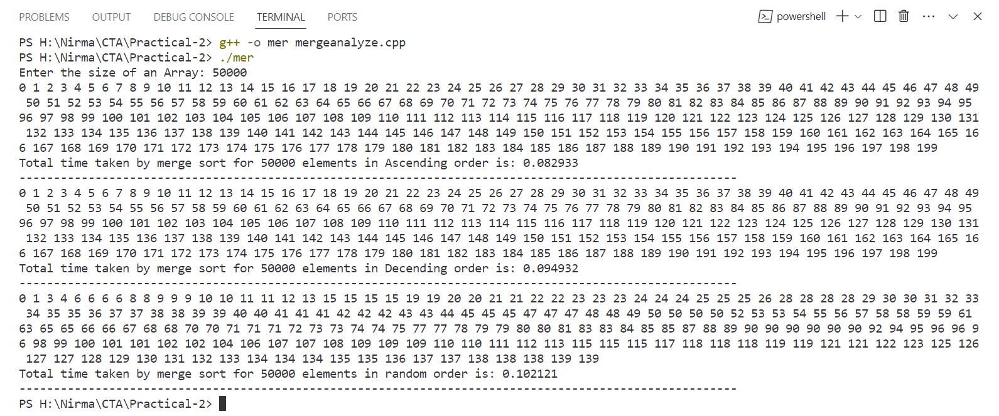 PROBLEMS OUTPUT DEBUG CONSOLE TERMINAL PORTS powershell
PS H:\Nirma\CTA\Practical-2> g++ -o mer mergeanalyze.cpp
PS H:\Nirma\CTA\Practical-2> ./mer
Enter the size of an Array: 50000
0 1 2 3 4 5 6 7 8 9 10 11 12 13 14 15 16 17 18 19 20 21 22 23 24 25 26 27 28 29 30 31 32 33 34 35 36 37 38 39 40 41 42 43 44 45 46 47 48 49
50 51 52 53 54 55 56 57 58 59 60 61 62 63 64 65 66 67 68 69 70 71 72 73 74 75 76 77 78 79 80 81 82 83 84 85 86 87 88 89 90 91 92 93 94 95
96 97 98 99 100 101 102 103 104 105 106 107 108 109 110 111 112 113 114 115 116 117 118 119 120 121 122 123 124 125 126 127 128 129 130 131
132 133 134 135 136 137 138 139 140 141 142 143 144 145 146 147 148 149 150 151 152 153 154 155 156 157 158 159 160 161 162 163 164 165 16
6 167 168 169 170 171 172 173 174 175 176 177 178 179 180 181 182 183 184 185 186 187 188 189 190 191 192 193 194 195 196 197 198 199
Total time taken by merge sort for 50000 elements in Ascending order is: 0.082933
--------------------------------------------------------------------------------------------------------
0 1 2 3 4 5 6 7 8 9 10 11 12 13 14 15 16 17 18 19 20 21 22 23 24 25 26 27 28 29 30 31 32 33 34 35 36 37 38 39 40 41 42 43 44 45 46 47 48 49
50 51 52 53 54 55 56 57 58 59 60 61 62 63 64 65 66 67 68 69 70 71 72 73 74 75 76 77 78 79 80 81 82 83 84 85 86 87 88 89 90 91 92 93 94 95
96 97 98 99 100 101 102 103 104 105 106 107 108 109 110 111 112 113 114 115 116 117 118 119 120 121 122 123 124 125 126 127 128 129 130 131
132 133 134 135 136 137 138 139 140 141 142 143 144 145 146 147 148 149 150 151 152 153 154 155 156 157 158 159 160 161 162 163 164 165 16
6 167 168 169 170 171 172 173 174 175 176 177 178 179 180 181 182 183 184 185 186 187 188 189 190 191 192 193 194 195 196 197 198 199
Total time taken by merge sort for 50000 elements in Decending order is: 0.094932
--------------------------------------------------------------------------------------------------------
0 1 3 4 6 6 6 6 8 8 9 9 9 10 10 11 11 12 13 15 15 15 15 19 19 20 20 21 21 22 22 23 23 23 24 24 24 25 25 25 26 28 28 28 28 29 30 30 31 32 33
34 35 35 36 37 37 38 38 39 39 40 40 41 41 41 42 42 42 43 43 44 45 45 45 47 47 47 48 48 49 50 50 50 50 52 53 53 54 55 56 57 58 58 59 59 61
63 65 65 66 66 67 68 68 70 70 71 71 71 72 73 73 74 74 75 77 77 78 79 79 80 80 81 83 83 84 85 85 87 88 89 90 90 90 90 90 90 92 94 95 96 96 9
6 98 99 100 101 101 102 102 104 106 107 107 108 109 109 109 110 110 111 112 113 115 115 115 117 118 118 118 119 119 121 121 122 123 125 126
127 127 128 129 130 131 132 133 134 134 134 135 135 136 137 137 138 138 138 139 139
Total time taken by merge sort for 50000 elements in random order is: 0.102121
--------------------------------------------------------------------------------------------------------
PS H:\Nirma\CTA\Practical-2>